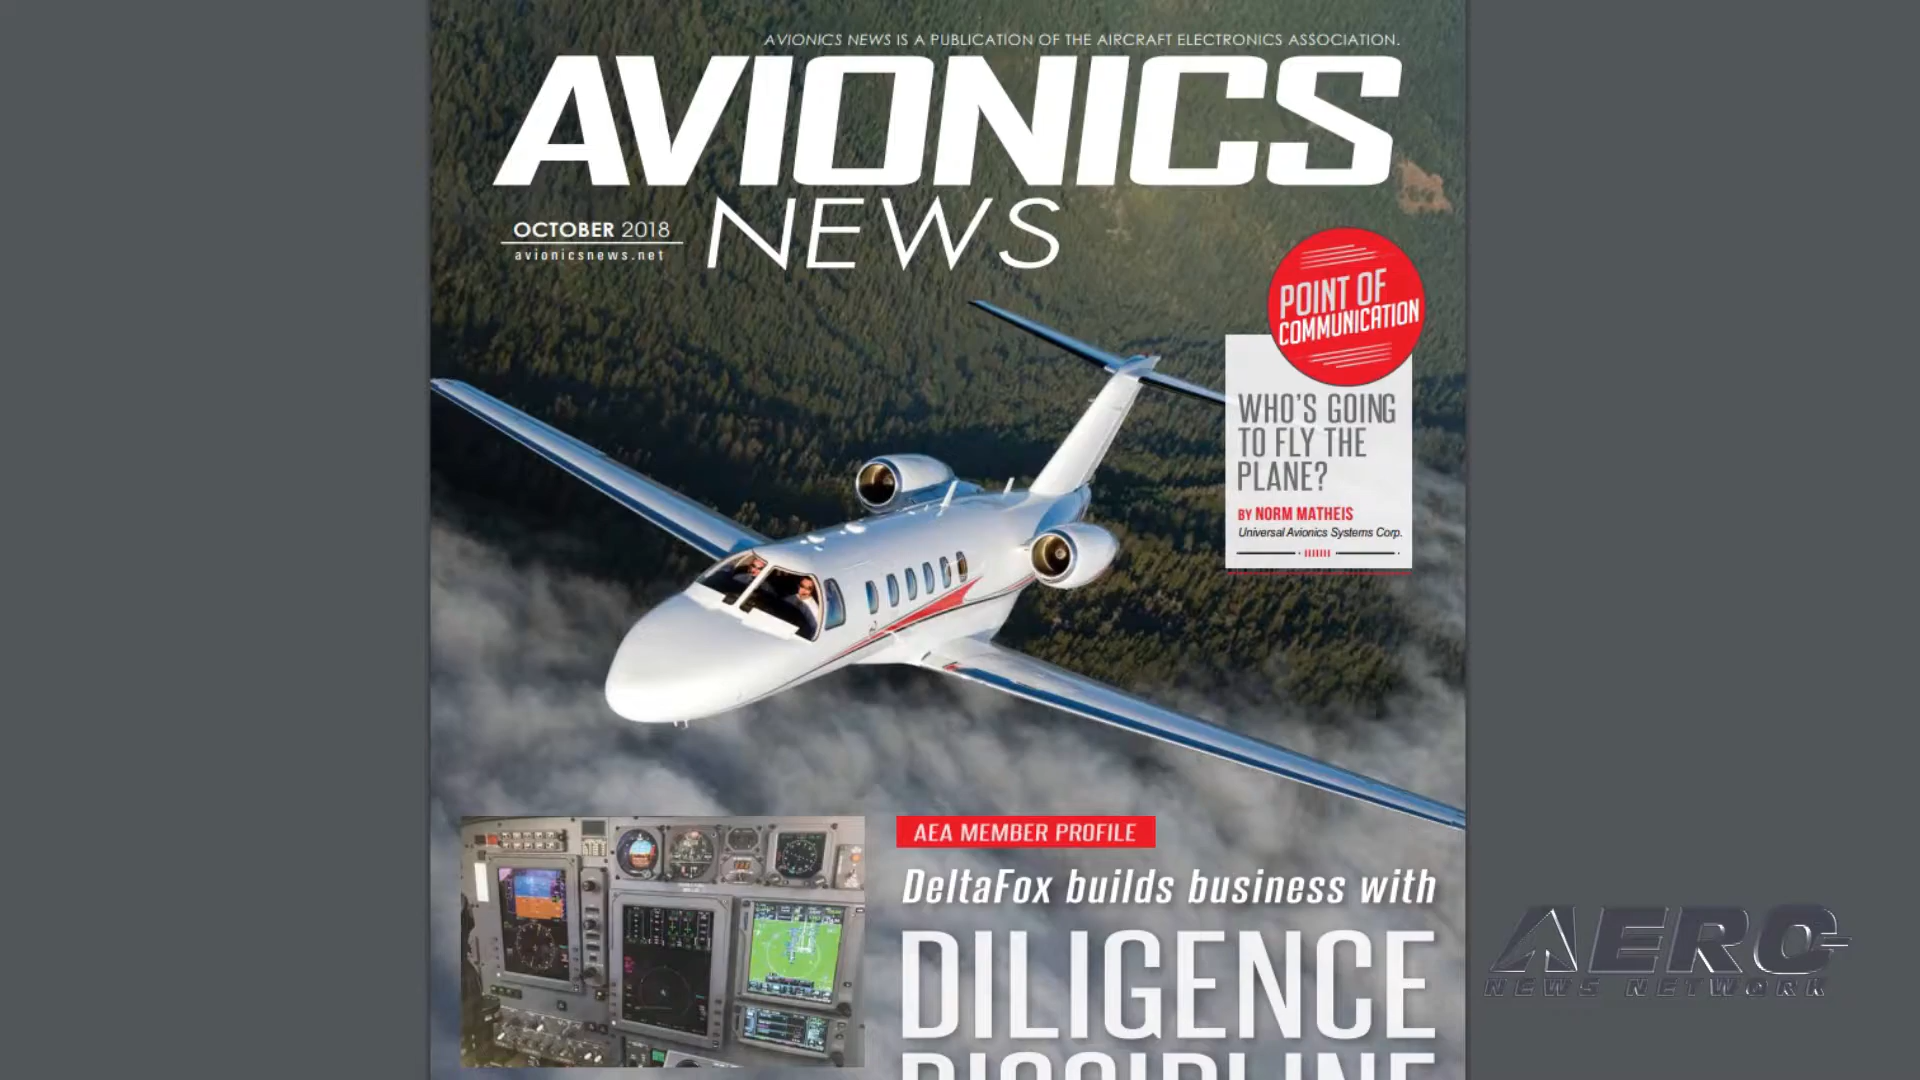 AVIONICS NEWS IS A PUBLICATION OF THE AIRCRAFT ELECTRONICS ASSOCIATION.
AVIONICS
NEWS
OCTOBER 2018
avionicsnews.net
POINT OF
COMMUNICATION
WHO'S GOING
TO FLY THE
PLANE?
BY NORM MATHEIS
Universal Avionics Systems Corp.
AEA MEMBER PROFILE
DeltaFox builds business with
DILIGENCE
DISCIPLINE
AERO
NEWS NETWORK